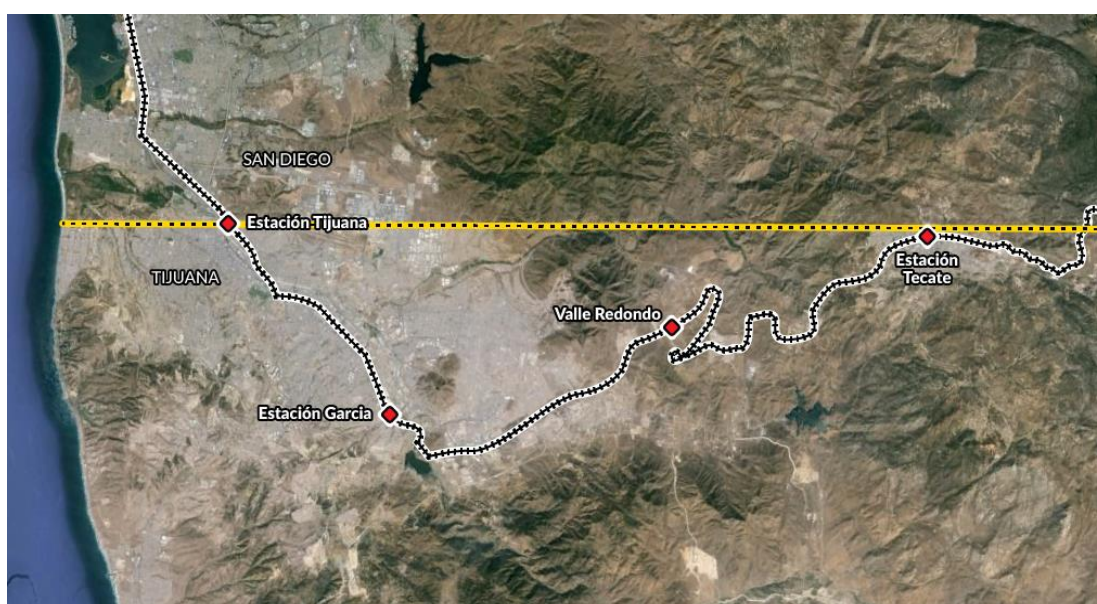 SAN DIEGO
Estación Tijuana
TIJUANA
Estación
Tecate
Valle Redondo
Estación Garcia